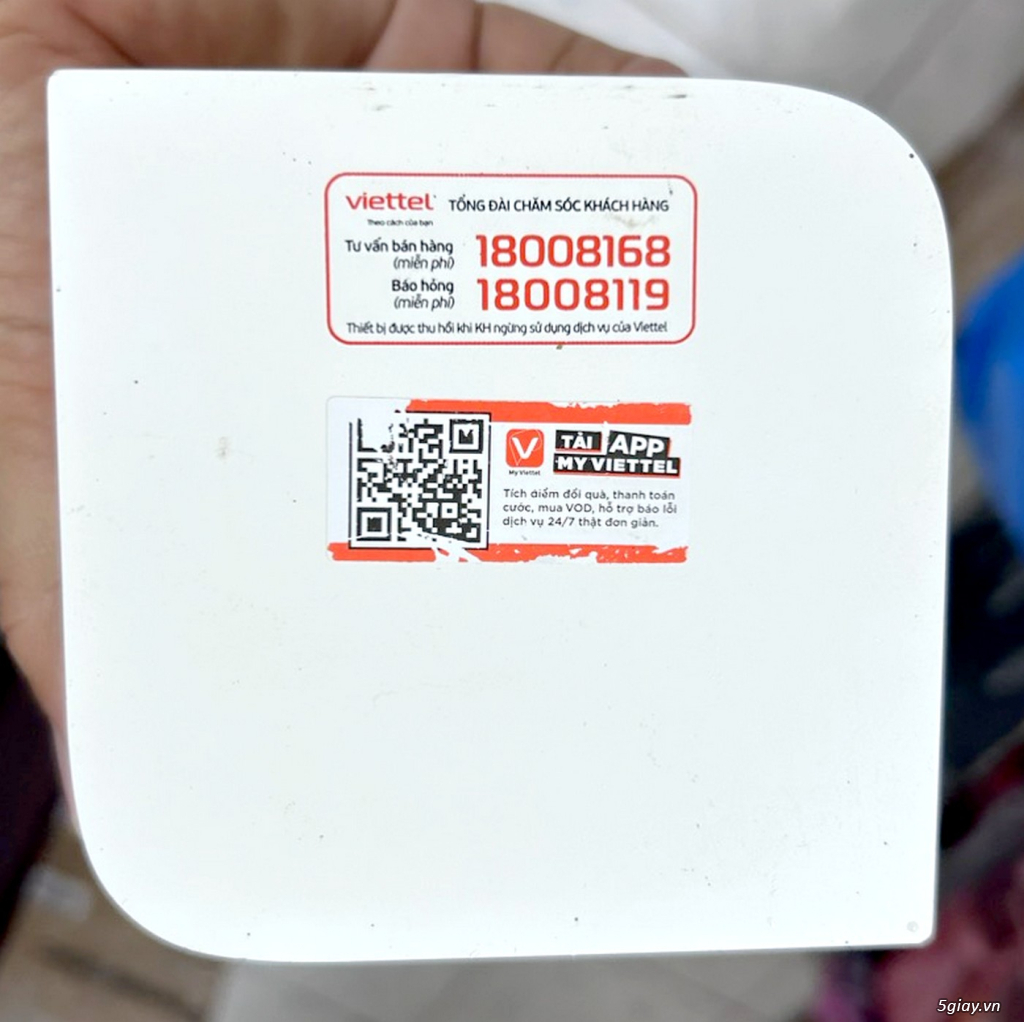 viettel TỔNG ĐÀI CHĂM SÓC KHÁCH HÀNG
Theo cách của bạn
Tư vấn bán hàng 18008168
(miễn phí)
Báo hỏng 18008119
(miễn phí)
Thiết bị được thu hồi khi KH ngừng sử dụng dịch vụ của Viettel
TẢI APP
MY VIETTEL
My Viettel
Tích điểm đổi quà, thanh toán
cước, mua VOD, hỗ trợ báo lỗi
dịch vụ 24/7 thật đơn giản.
5giay.vn